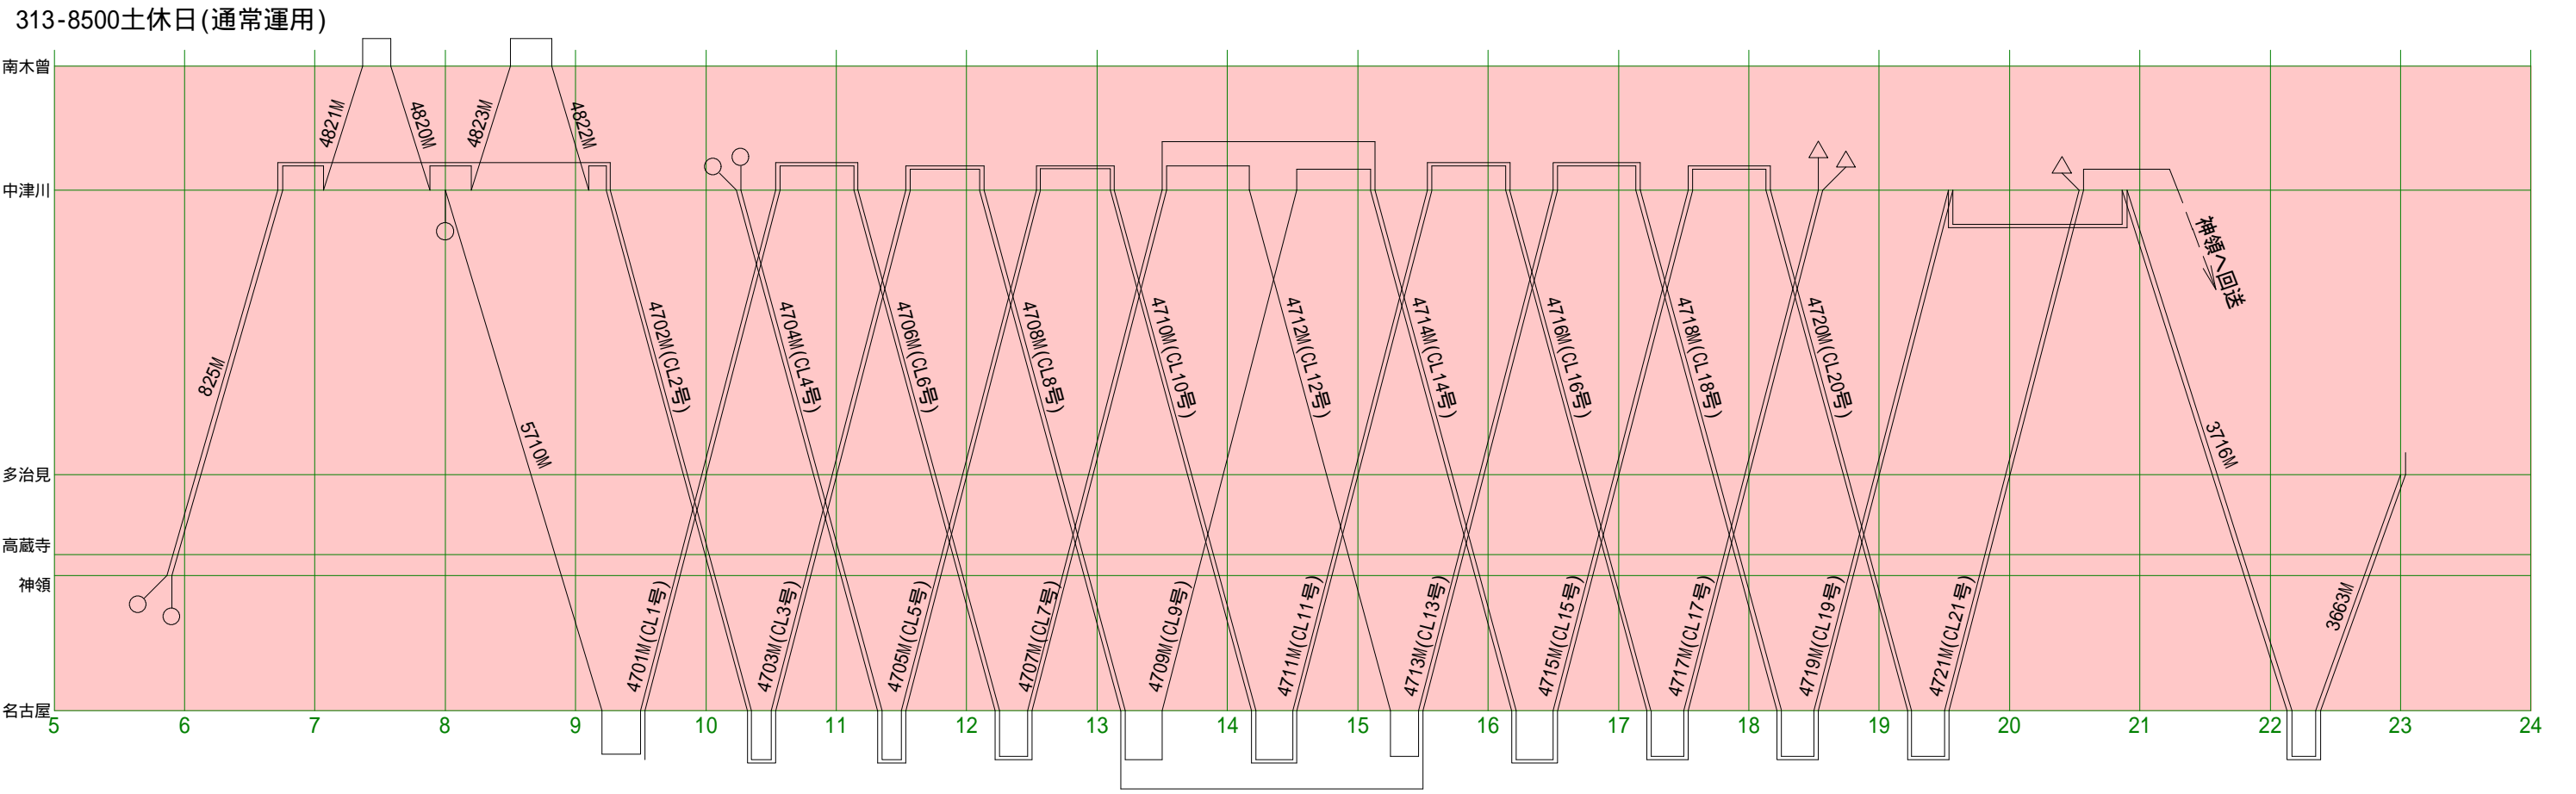 313-8500土休日(通常運用)
南木曽
4821M
4820M
4823M
4822M
中津川
神領へ回送
825M
5710M
4702M(CL2号)
4704M(CL4号)
4706M(CL6号)
4708M(CL8号)
4710M(CL10号)
4712M(CL12号)
4714M(CL14号)
4716M(CL16号)
4718M(CL18号)
4720M(CL20号)
3716M
多治見
高蔵寺
神領
4701M(CL1号)
4703M(CL3号)
4705M(CL5号)
4707M(CL7号)
4709M(CL9号)
4711M(CL11号)
4713M(CL13号)
4715M(CL15号)
4717M(CL17号)
4719M(CL19号)
4721M(CL21号)
3663M
名古屋
5 6 7 8 9 10 11 12 13 14 15 16 17 18 19 20 21 22 23 24